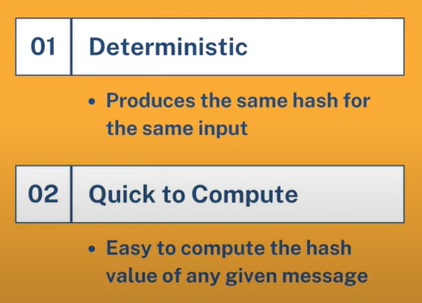 01 Deterministic
• Produces the same hash for
the same input
02 Quick to Compute
• Easy to compute the hash
value of any given message